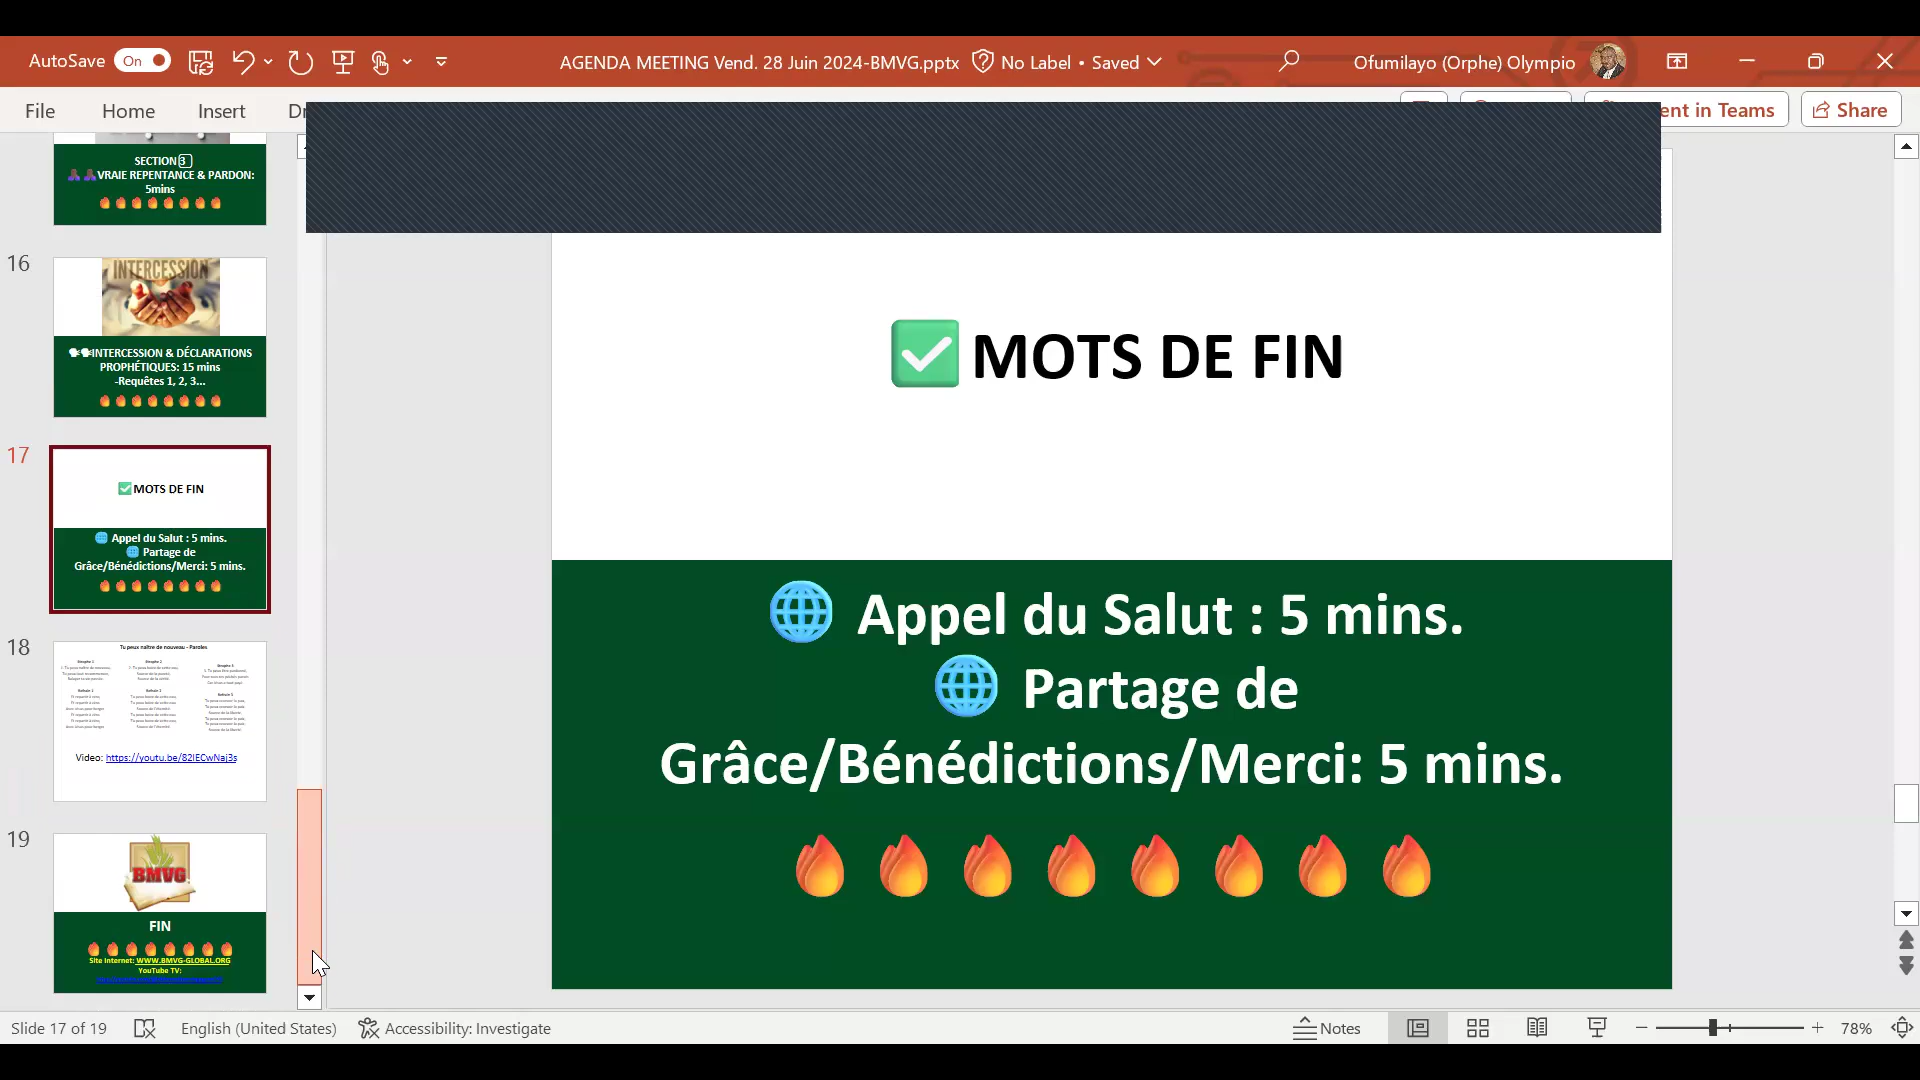 AutoSave On
AGENDA MEETING Vend. 28 Juin 2024-BMVG.pptx
No Label • Saved
Ofumilayo (Orphe) Olympio
File Home Insert
ent in Teams
Share
SECTION 3
VRAIE REPENTANCE & PARDON:
5mins
16
INTERCESSION
INTERCESSION & DÉCLARATIONS
PROPHÉTIQUES: 15 mins
-Requêtes 1, 2, 3...
17
✅ MOTS DE FIN
🌐 Appel du Salut : 5 mins.
🌐 Partage de
Grâce/Bénédictions/Merci: 5 mins.
18
Tu peux naître de nouveau - Paroles
Video: https://youtu.be/82IECwNaj3s
19
BMVG
FIN
Site Internet: WWW.BMVG-GLOBAL.ORG
YouTube TV:
✅ MOTS DE FIN
🌐 Appel du Salut : 5 mins.
🌐 Partage de
Grâce/Bénédictions/Merci: 5 mins.
Slide 17 of 19
English (United States)
Accessibility: Investigate
Notes
78%